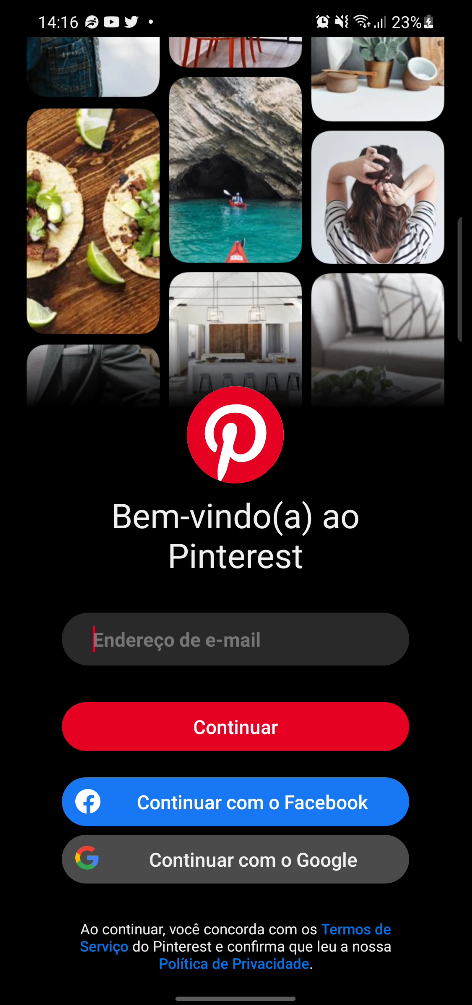 14:16
23%
Bem-vindo(a) ao
Pinterest
Endereço de e-mail
Continuar
Continuar com o Facebook
Continuar com o Google
Ao continuar, você concorda com os Termos de
Serviço do Pinterest e confirma que leu a nossa
Política de Privacidade.